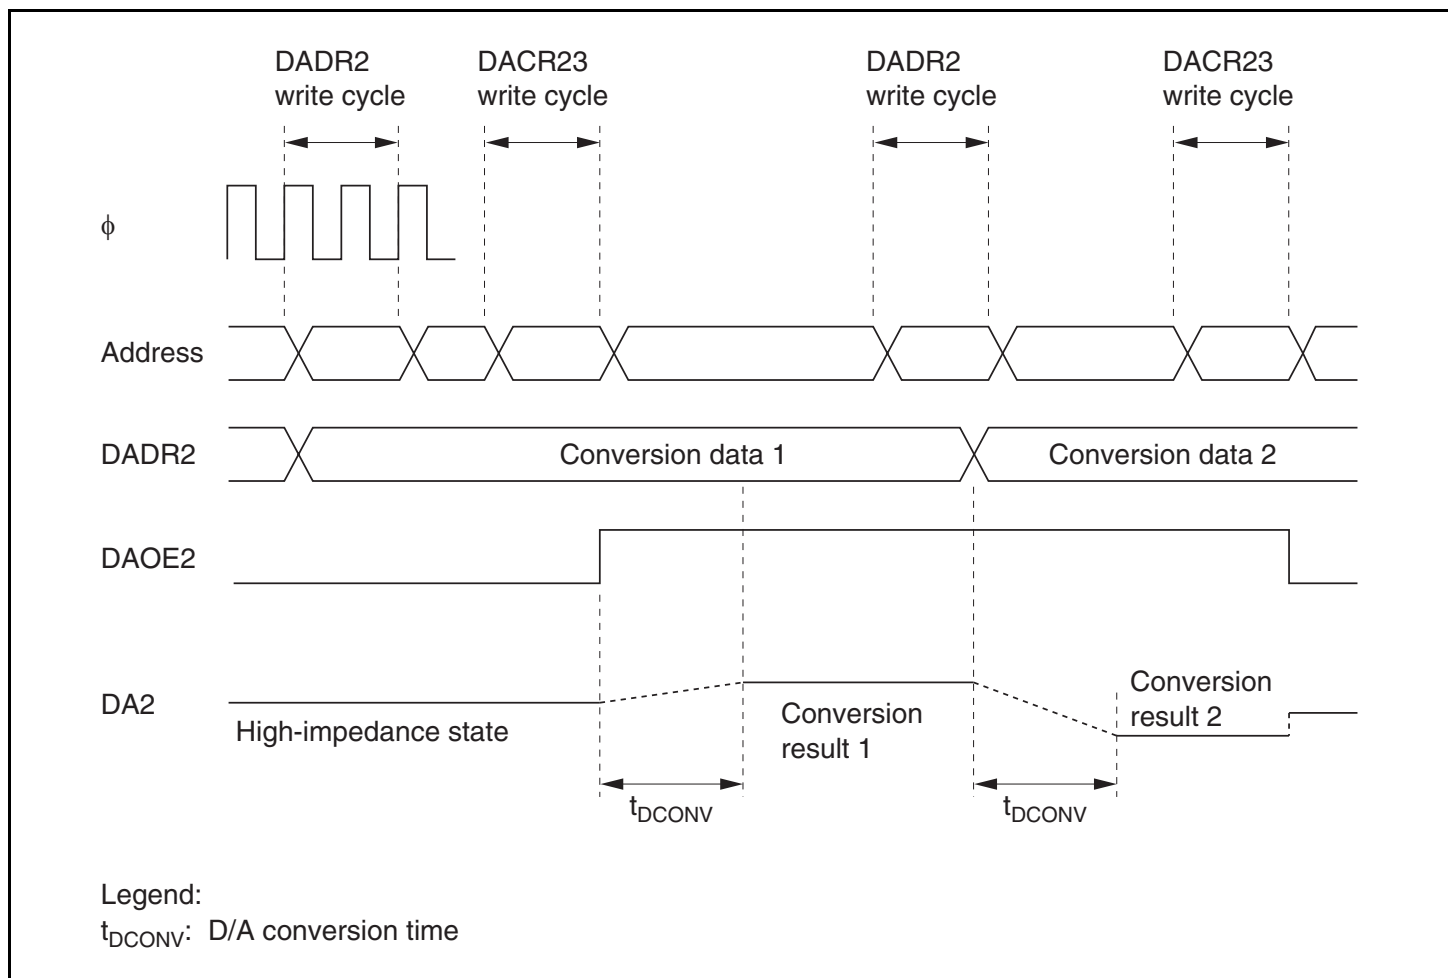 DADR2
write cycle
DACR23
write cycle
DADR2
write cycle
DACR23
write cycle
ϕ
Address
DADR2
Conversion data 1
Conversion data 2
DAOE2
DA2
High-impedance state
Conversion
result 1
Conversion
result 2
tDCONV
tDCONV
Legend:
tDCONV: D/A conversion time